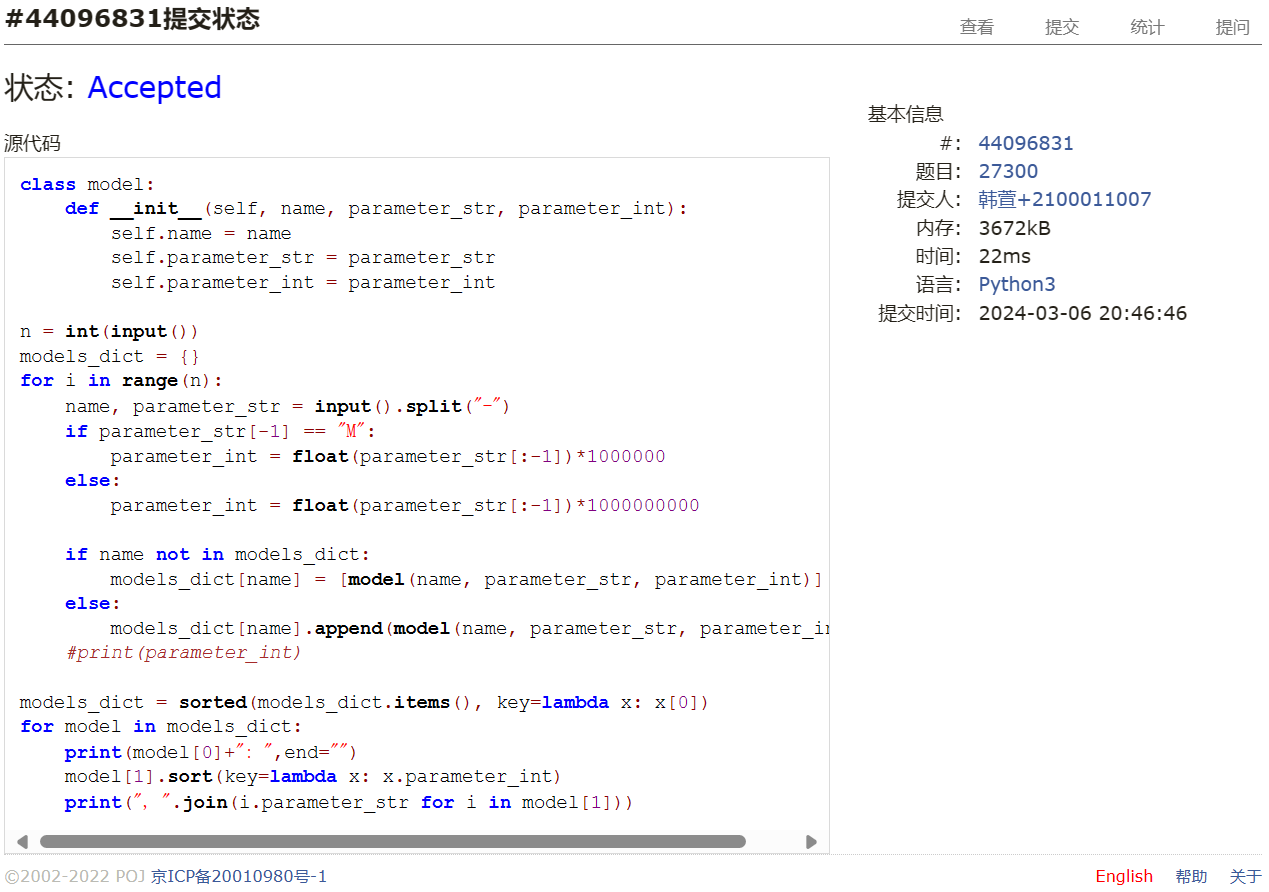 #44096831提交状态
查看 提交 统计 提问
状态: Accepted
源代码
class model:
    def __init__(self, name, parameter_str, parameter_int):
        self.name = name
        self.parameter_str = parameter_str
        self.parameter_int = parameter_int

n = int(input())
models_dict = {}
for i in range(n):
    name, parameter_str = input().split("-")
    if parameter_str[-1] == "M":
        parameter_int = float(parameter_str[:-1])*1000000
    else:
        parameter_int = float(parameter_str[:-1])*1000000000

    if name not in models_dict:
        models_dict[name] = [model(name, parameter_str, parameter_int)]
    else:
        models_dict[name].append(model(name, parameter_str, parameter_in
    #print(parameter_int)

models_dict = sorted(models_dict.items(), key=lambda x: x[0])
for model in models_dict:
    print(model[0]+": ",end="")
    model[1].sort(key=lambda x: x.parameter_int)
    print(", ".join(i.parameter_str for i in model[1]))
基本信息
#: 44096831
题目: 27300
提交人: 韩萱+2100011007
内存: 3672kB
时间: 22ms
语言: Python3
提交时间: 2024-03-06 20:46:46
©2002-2022 POJ 京ICP备20010980号-1
English 帮助 关于